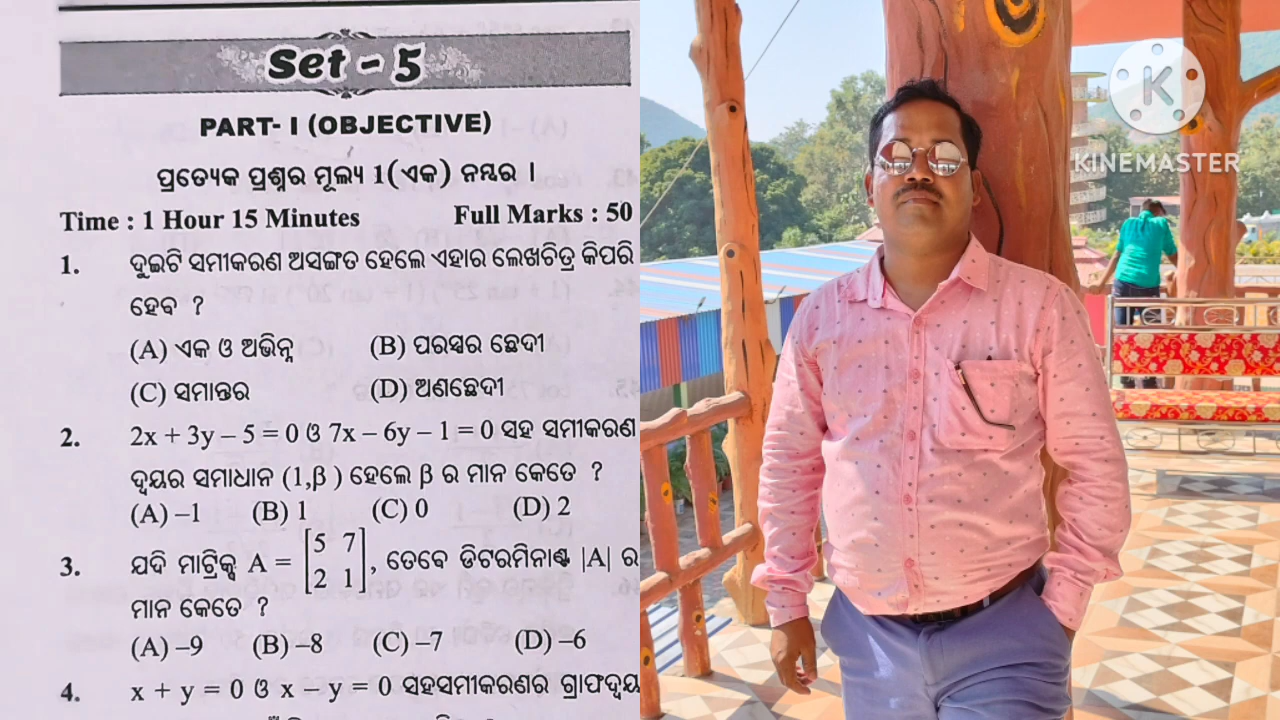 Set - 5
PART- I (OBJECTIVE)
ପ୍ରତ୍ୟେକ ପ୍ରଶ୍ନର ମୂଲ୍ୟ 1(ଏକ) ନମ୍ବର ।
Time : 1 Hour 15 Minutes Full Marks : 50
1. ଦୁଇଟି ସମୀକରଣ ଅସଙ୍ଗତ ହେଲେ ଏହାର ଲେଖଚିତ୍ର କିପରି
ହେବ ?
(A) ଏକ ଓ ଅଭିନ୍ନ (B) ପରସ୍ପର ଛେଦୀ
(C) ସମାନ୍ତର (D) ଅଣଛେଦୀ
2. 2x + 3y – 5 = 0 ଓ 7x – 6y – 1 = 0 ସହ ସମୀକରଣ
ଦ୍ୱୟର ସମାଧାନ (1,β ) ହେଲେ β ର ମାନ କେତେ ?
(A) –1 (B) 1 (C) 0 (D) 2
3. ଯଦି ମାଟ୍ରିକ୍ସ A = [5 7
2 1], ତେବେ ଡିଟରମିନାଣ୍ଟ |A| ର
ମାନ କେତେ ?
(A) –9 (B) –8 (C) –7 (D) –6
4. x + y = 0 ଓ x – y = 0 ସହସମୀକରଣର ଗ୍ରାଫଦ୍ୱୟ
K
KINEMASTER